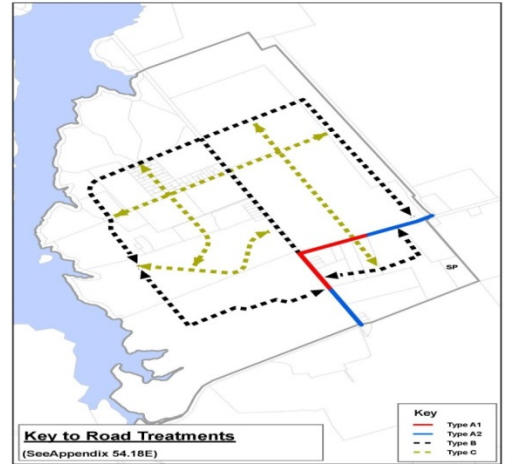 SP
Key to Road Treatments
(SeeAppendix 54.18E)
Key
Type A1
Type A2
Type B
Type C